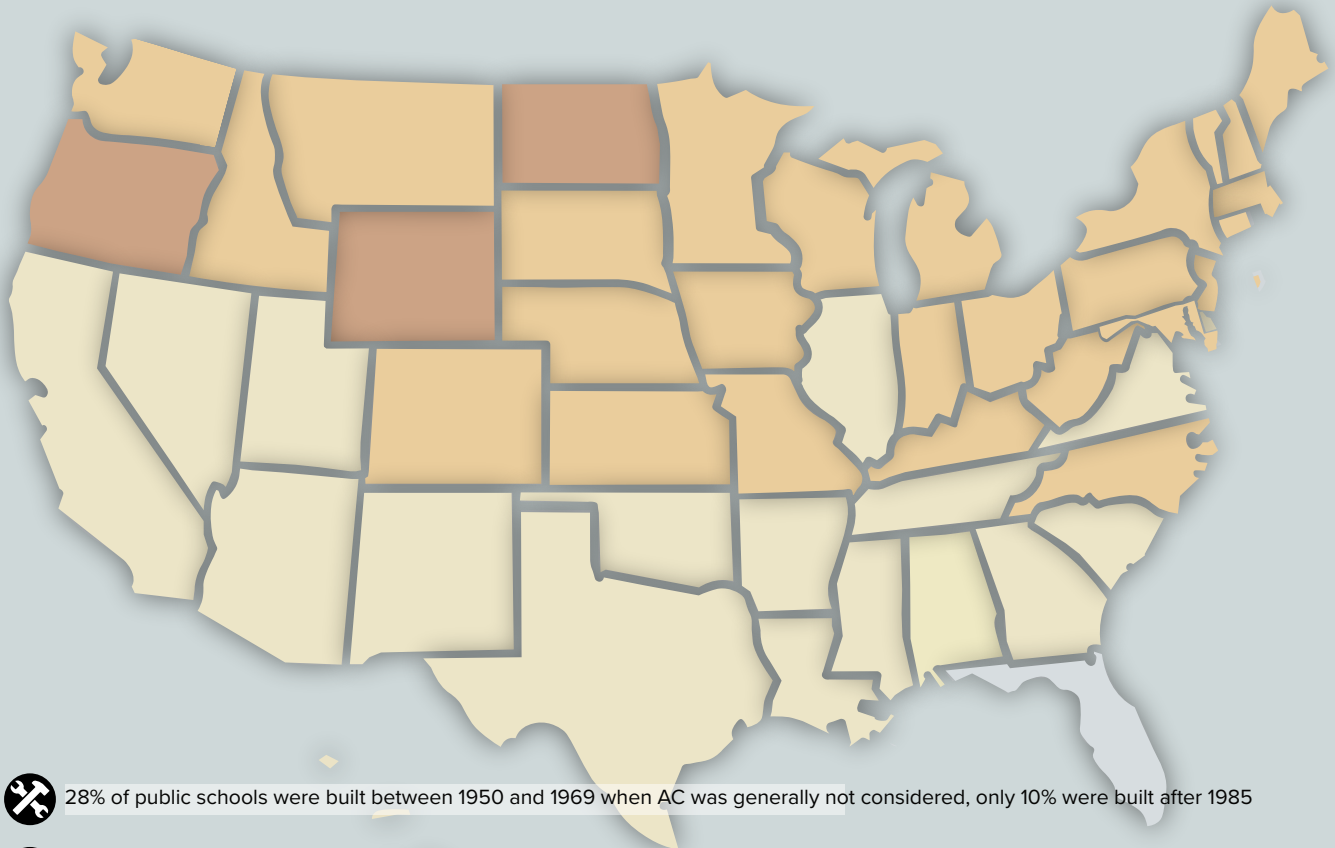 28% of public schools were built between 1950 and 1969 when AC was generally not considered, only 10% were built after 1985